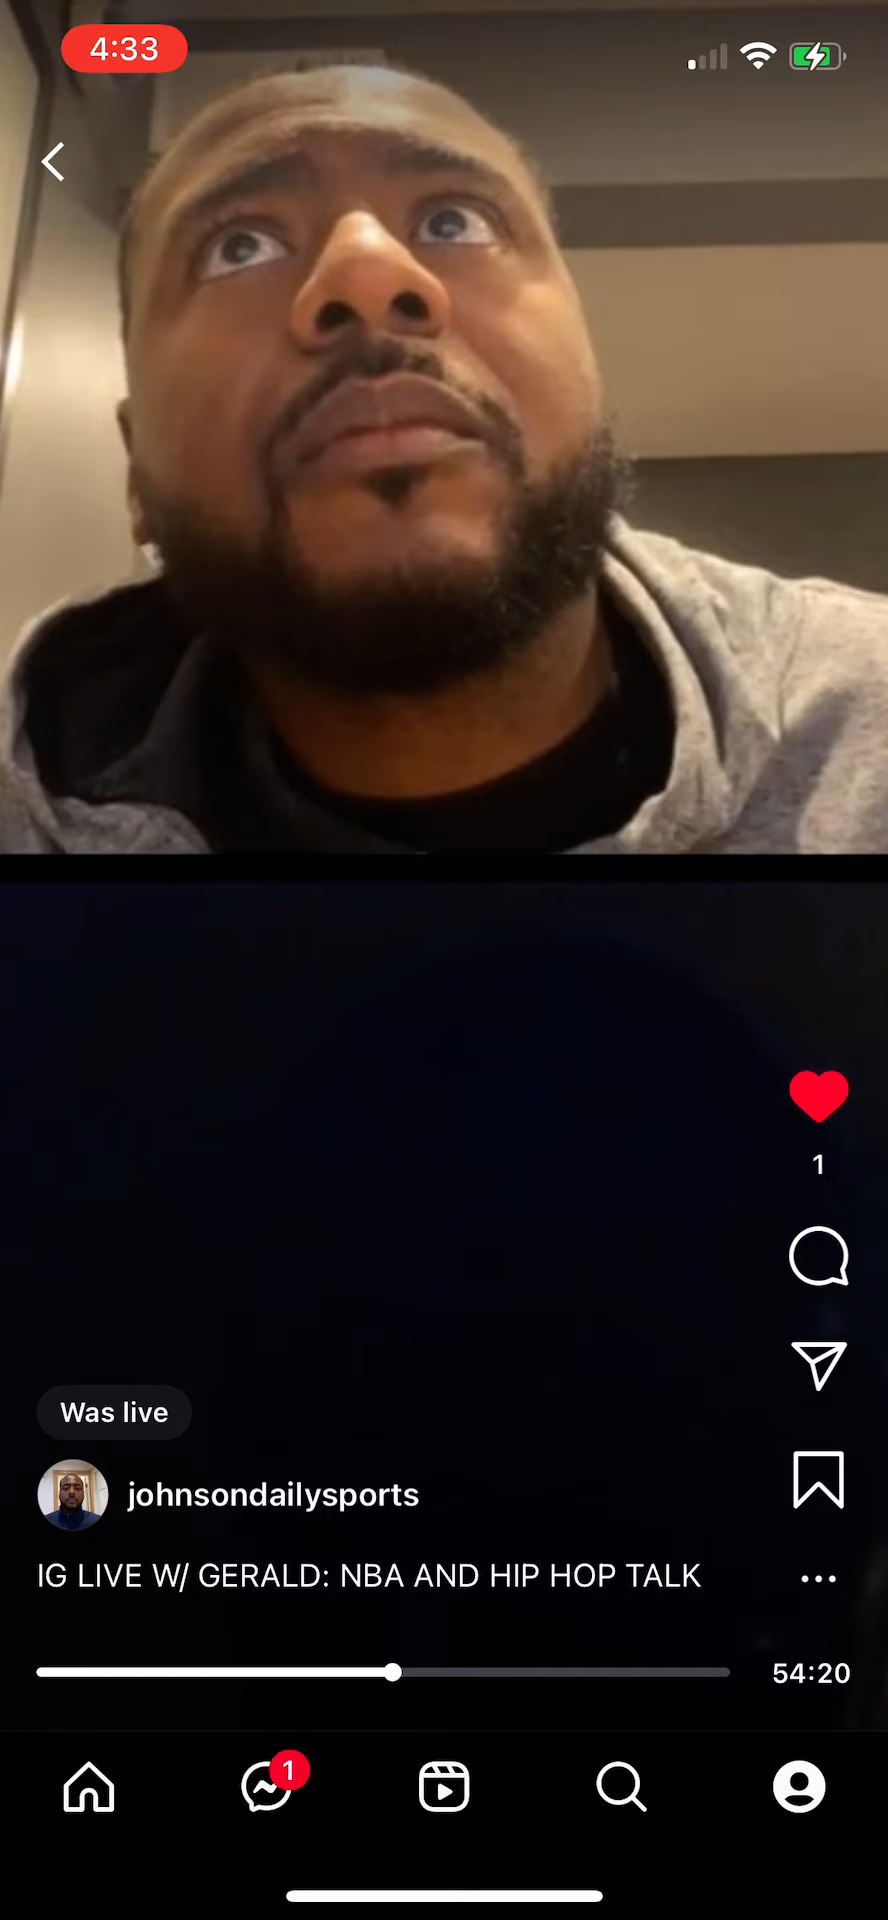 4:33
1
Was live
johnsondailysports
IG LIVE W/ GERALD: NBA AND HIP HOP TALK
54:20
1